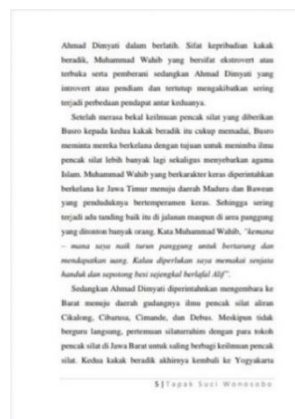 Ahmad Dimyati dalam berlatih. Sifat kepribadian kakak
beradik, Muhammad Wahib yang bersifat ekstrovert atau
terbuka serta pemberani sedangkan Ahmad Dimyati yang
introvert atau pendiam dan tertutup mengakibatkan sering
terjadi perbedaan pendapat antar keduanya.
Setelah merasa bekal keilmuan pencak silat yang diberikan
Busro kepada kedua kakak beradik itu cukup memadai, Busro
meminta mereka berkelana dengan tujuan untuk menimba ilmu
pencak silat lebih banyak lagi sekaligus menyebarkan agama
Islam. Muhammad Wahib yang berkarakter keras diperintahkan
berkelana ke Jawa Timur menuju daerah Madura dan Bawean
yang penduduknya bertemperamen keras. Sehingga sering
terjadi adu tanding baik itu di jalanan maupun di area panggung
yang ditonton banyak orang. Kata Muhammad Wahib, "kemana
– mana saya naik turun panggung untuk bertarung dan
mendapatkan uang. Kalau diperlukan saya memakai senjata
handuk dan sepotong besi sejengkal berlafal Alif".
Sedangkan Ahmad Dimyati diperintahkan mengembara ke
Barat menuju daerah gudangnya ilmu pencak silat aliran
Cikalong, Cibarusa, Cimande, dan Debus. Meskipun tidak
berguru langsung, pertemuan silaturrahim dengan para tokoh
pencak silat di Jawa Barat untuk saling berbagi keilmuan pencak
silat. Kedua kakak beradik akhirnya kembali ke Yogyakarta
5 | Tapak Suci Wonosobo